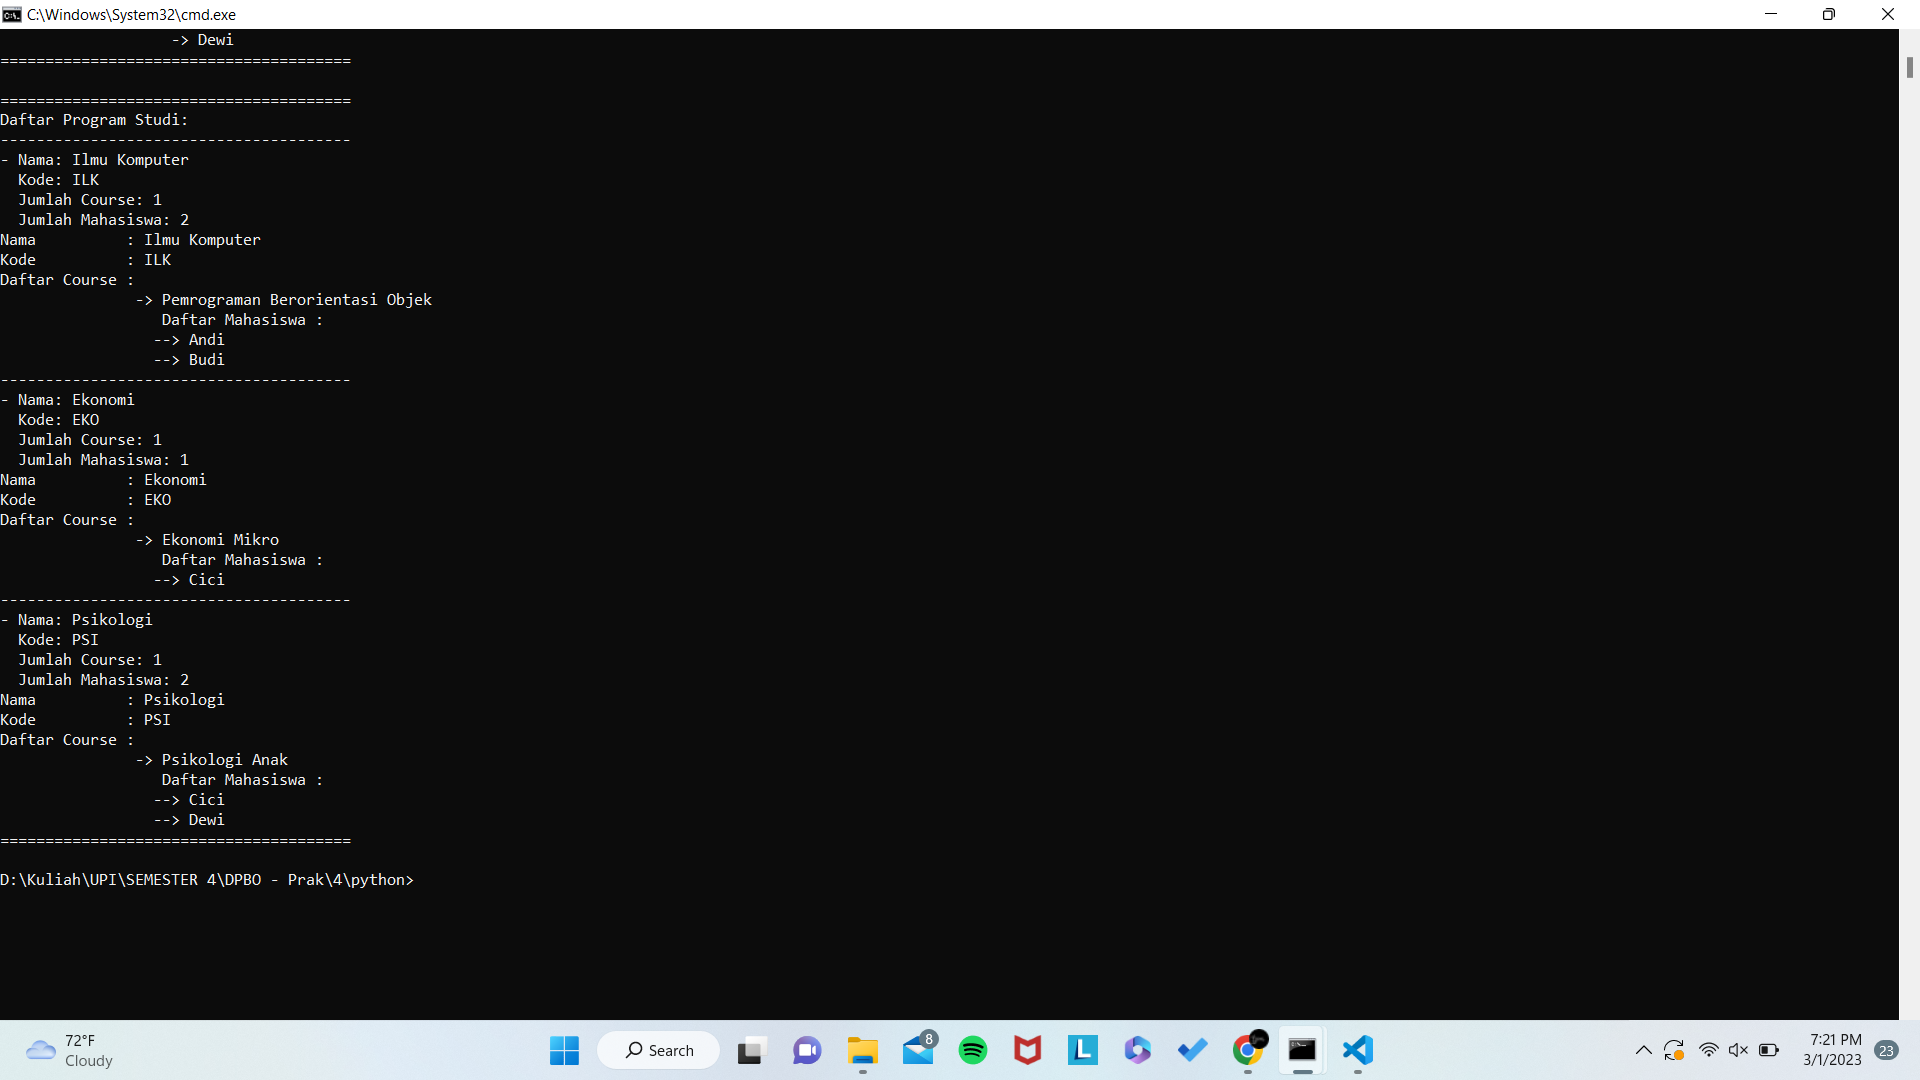 C:\Windows\System32\cmd.exe
                   -> Dewi
=======================================

=======================================
Daftar Program Studi:
---------------------------------------
- Nama: Ilmu Komputer
  Kode: ILK
  Jumlah Course: 1
  Jumlah Mahasiswa: 2
Nama          : Ilmu Komputer
Kode          : ILK
Daftar Course :
               -> Pemrograman Berorientasi Objek
                  Daftar Mahasiswa :
                 --> Andi
                 --> Budi
---------------------------------------
- Nama: Ekonomi
  Kode: EKO
  Jumlah Course: 1
  Jumlah Mahasiswa: 1
Nama          : Ekonomi
Kode          : EKO
Daftar Course :
               -> Ekonomi Mikro
                  Daftar Mahasiswa :
                 --> Cici
---------------------------------------
- Nama: Psikologi
  Kode: PSI
  Jumlah Course: 1
  Jumlah Mahasiswa: 2
Nama          : Psikologi
Kode          : PSI
Daftar Course :
               -> Psikologi Anak
                  Daftar Mahasiswa :
                 --> Cici
                 --> Dewi
=======================================

D:\Kuliah\UPI\SEMESTER 4\DPBO - Prak\4\python>
72°F
Cloudy
Search
8
L
7:21 PM
3/1/2023
23